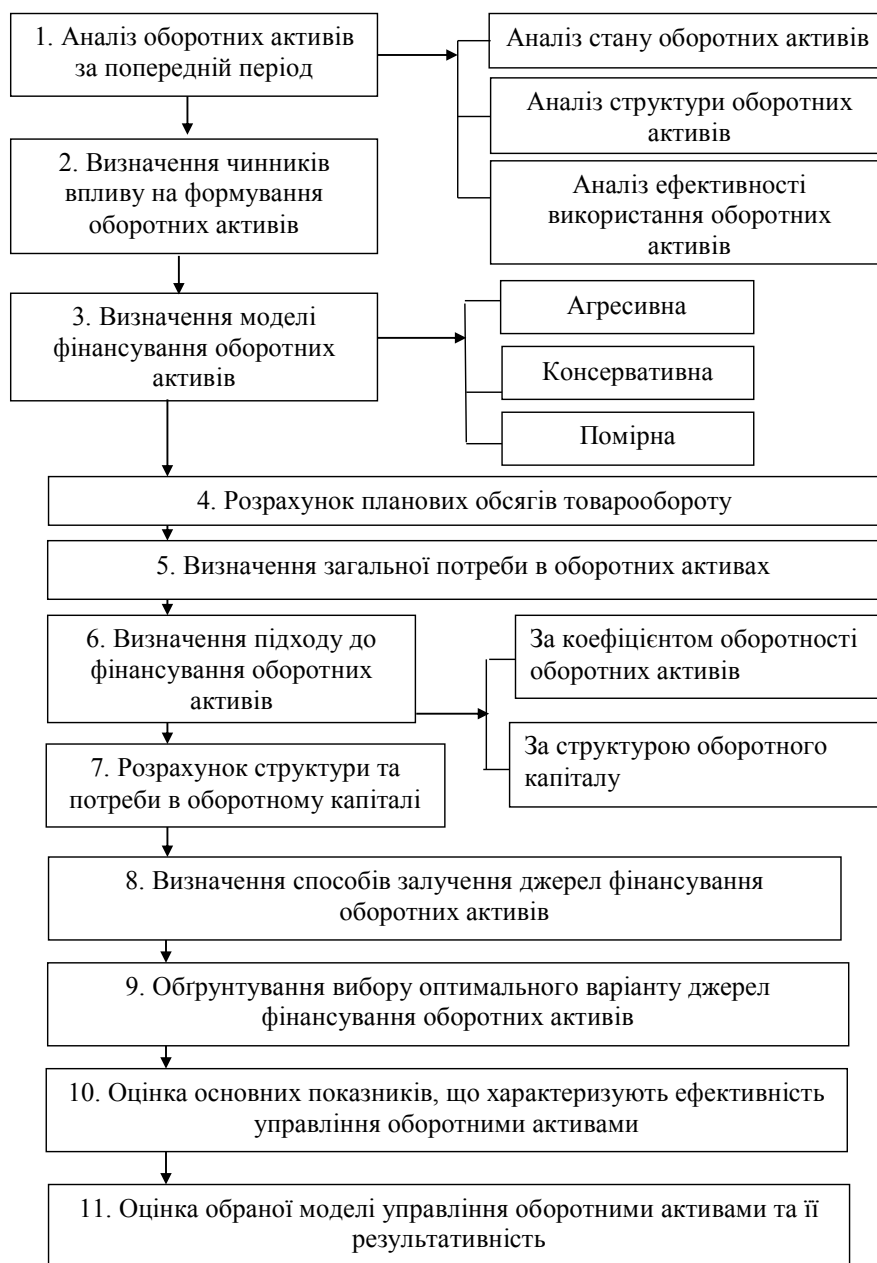 1. Аналіз оборотних активів
за попередній період
Аналіз стану оборотних активів
Аналіз структури оборотних
активів
Аналіз ефективності
використання оборотних
активів
2. Визначення чинників
впливу на формування
оборотних активів
3. Визначення моделі
фінансування оборотних
активів
Агресивна
Консервативна
Помірна
4. Розрахунок планових обсягів товарообороту
5. Визначення загальної потреби в оборотних активах
6. Визначення підходу до
фінансування оборотних
активів
За коефіцієнтом оборотності
оборотних активів
За структурою оборотного
капіталу
7. Розрахунок структури та
потреби в оборотному капіталі
8. Визначення способів залучення джерел фінансування
оборотних активів
9. Обґрунтування вибору оптимального варіанту джерел
фінансування оборотних активів
10. Оцінка основних показників, що характеризують ефективність
управління оборотними активами
11. Оцінка обраної моделі управління оборотними активами та її
результативність